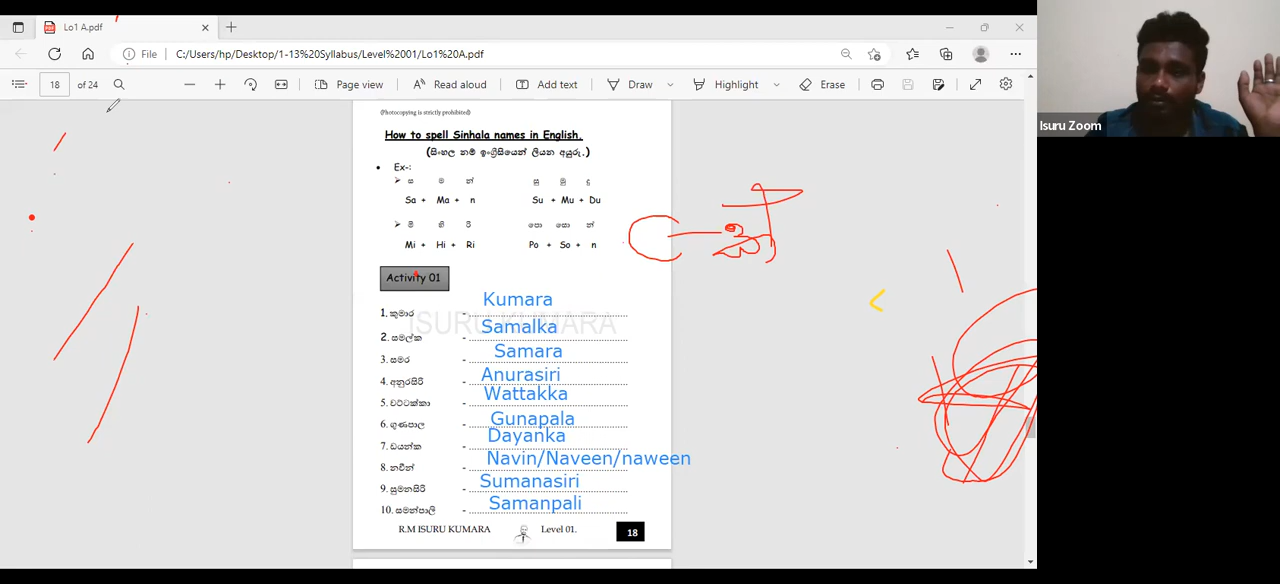 Lo1 A.pdf
File C:/Users/hp/Desktop/1-13%20Syllabus/Level%2001/Lo1%20A.pdf
18 of 24 Page view Read aloud Add text Draw Highlight Erase
Isuru Zoom
(Photocopying is strictly prohibited)
How to spell Sinhala names in English.
(සිංහල නම් ඉංග්‍රීසියෙන් ලියන අයුරු.)
Ex-:
ස ම න් සු මු දු
Sa + Ma + n Su + Mu + Du
මි හි රි පො සො න්
Mi + Hi + Ri Po + So + n
Activity 01
1. කුමාර - Kumara
ISURU KUMARA
2. සමල්ක - Samalka
3. සමර - Samara
4. අනුරසිරි - Anurasiri
5. වට්ටක්කා - Wattakka
6. ගුණපාල - Gunapala
7. ඩයන්ක - Dayanka
8. නවීන් - Navin/Naveen/naween
9. සුමනසිරි - Sumanasiri
10. සමන්පාලි - Samanpali
R.M ISURU KUMARA Level 01. 18